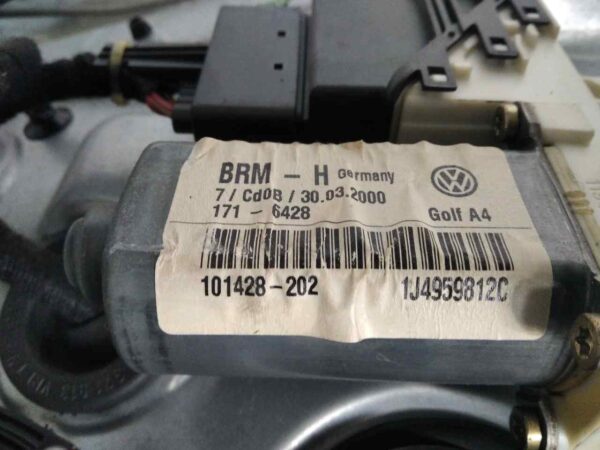 BRM - H Germany
7 / Cd0B / 30.03.2000
171 - 6428
Golf A4
101428-202
1J4959812C